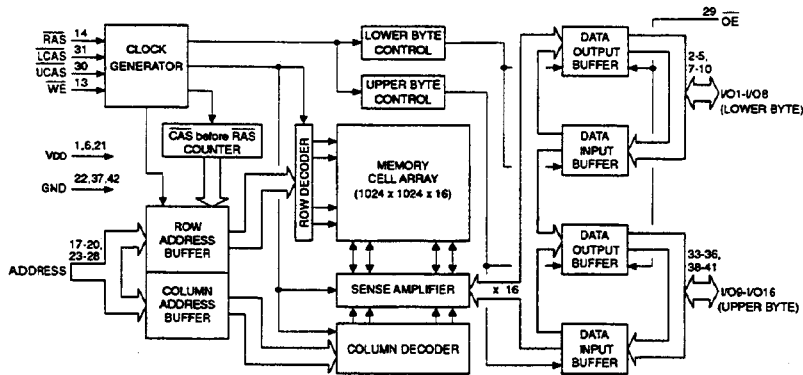 RAS 14
LCAS 31
UCAS 30
WE 13
CLOCK
GENERATOR
LOWER BYTE
CONTROL
UPPER BYTE
CONTROL
DATA
OUTPUT
BUFFER
29
OE
2-5,
7-10
I/O1-I/O8
(LOWER BYTE)
CAS before RAS
COUNTER
VDD 1,6,21
GND 22,37,42
ROW DECODER
MEMORY
CELL ARRAY
(1024 x 1024 x 16)
DATA
INPUT
BUFFER
17-20,
23-28
ADDRESS
ROW
ADDRESS
BUFFER
COLUMN
ADDRESS
BUFFER
SENSE AMPLIFIER
x 16
COLUMN DECODER
DATA
OUTPUT
BUFFER
33-36,
38-41
I/O9-I/O16
(UPPER BYTE)
DATA
INPUT
BUFFER